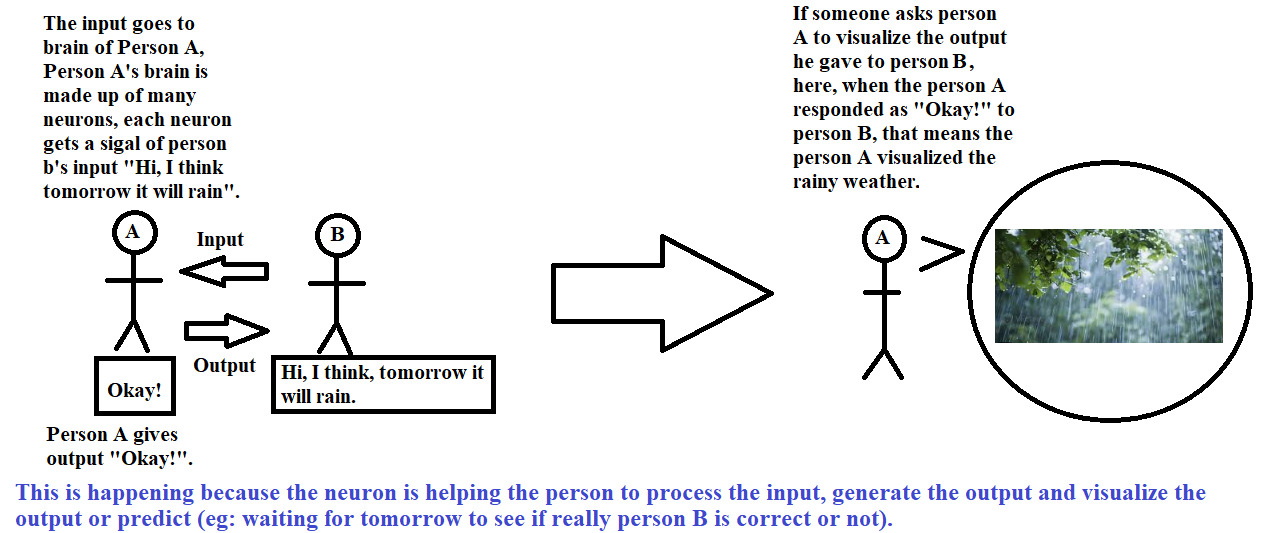 The input goes to
brain of Person A,
Person A's brain is
made up of many
neurons, each neuron
gets a sigal of person
b's input "Hi, I think
tomorrow it will rain".
A
Input
B
Output
Okay!
Hi, I think, tomorrow it
will rain.
Person A gives
output "Okay!".
If someone asks person
A to visualize the output
he gave to person B,
here, when the person A
responded as "Okay!" to
person B, that means the
person A visualized the
rainy weather.
A
This is happening because the neuron is helping the person to process the input, generate the output and visualize the
output or predict (eg: waiting for tomorrow to see if really person B is correct or not).